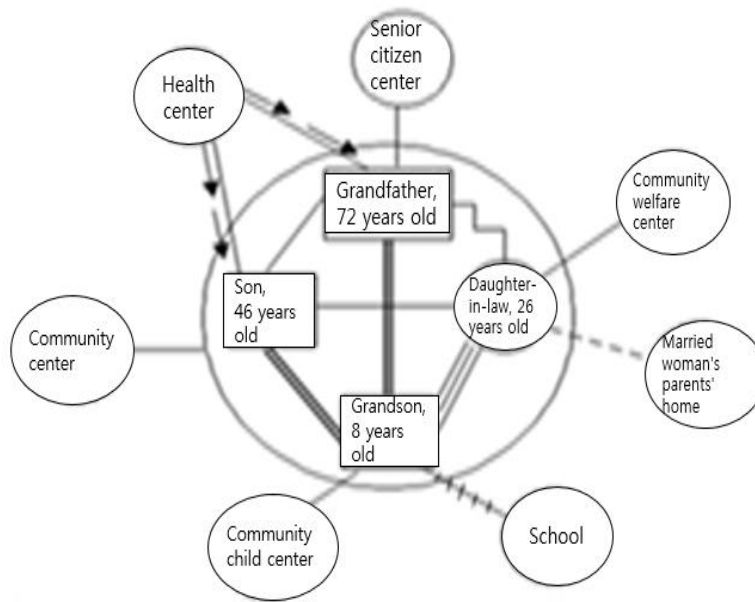 Senior
citizen
center
Health
center
Grandfather,
72 years old
Community
welfare
center
Son,
46 years
old
Daughter-
in-law, 26
years old
Community
center
Married
woman's
parents'
home
Grandson,
8 years
old
Community
child center
School